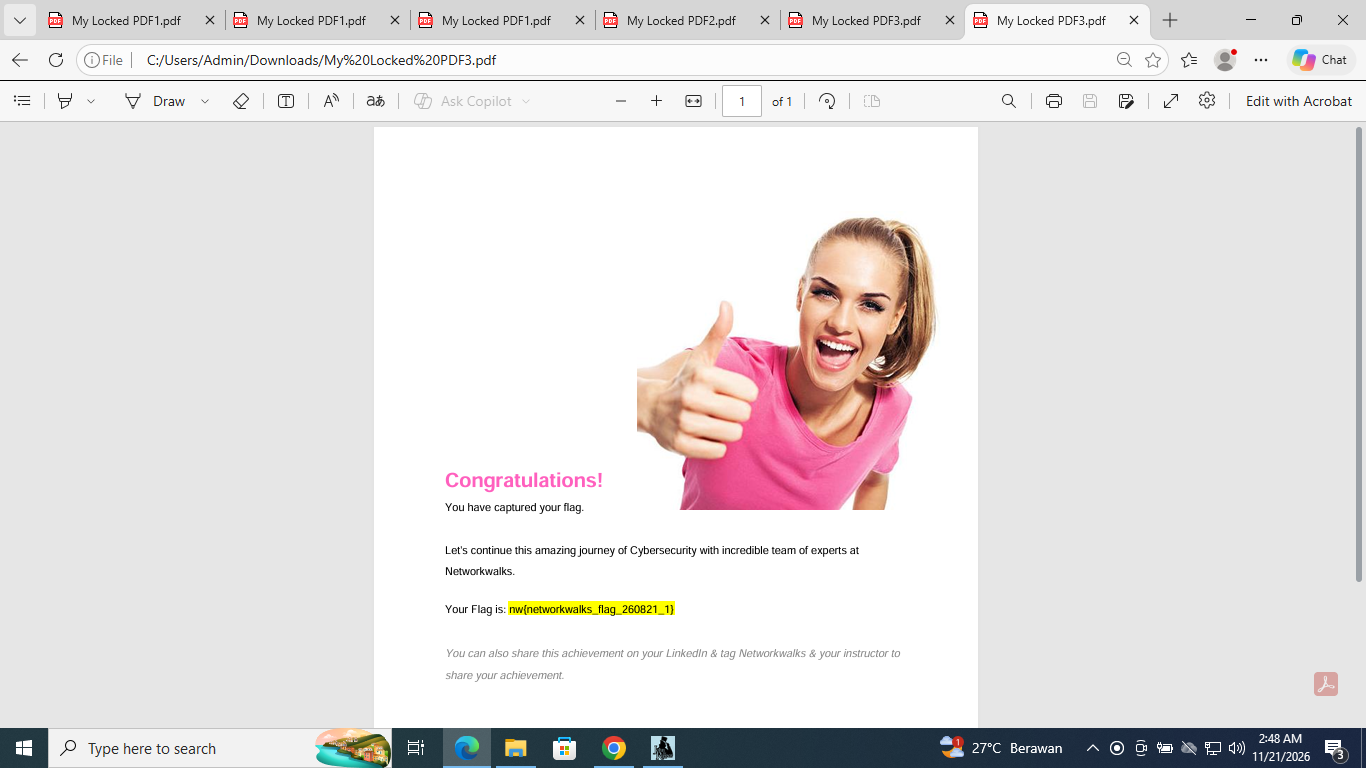 My Locked PDF1.pdf
My Locked PDF1.pdf
My Locked PDF1.pdf
My Locked PDF2.pdf
My Locked PDF3.pdf
My Locked PDF3.pdf
File
C:/Users/Admin/Downloads/My%20Locked%20PDF3.pdf
Chat
Draw
Ask Copilot
1
of 1
Edit with Acrobat
Congratulations!
You have captured your flag.
Let's continue this amazing journey of Cybersecurity with incredible team of experts at
Networkwalks.
Your Flag is: nw{networkwalks_flag_260821_1}
You can also share this achievement on your LinkedIn & tag Networkwalks & your instructor to
share your achievement.
Type here to search
1
27°C Berawan
2:48 AM
11/21/2026
3